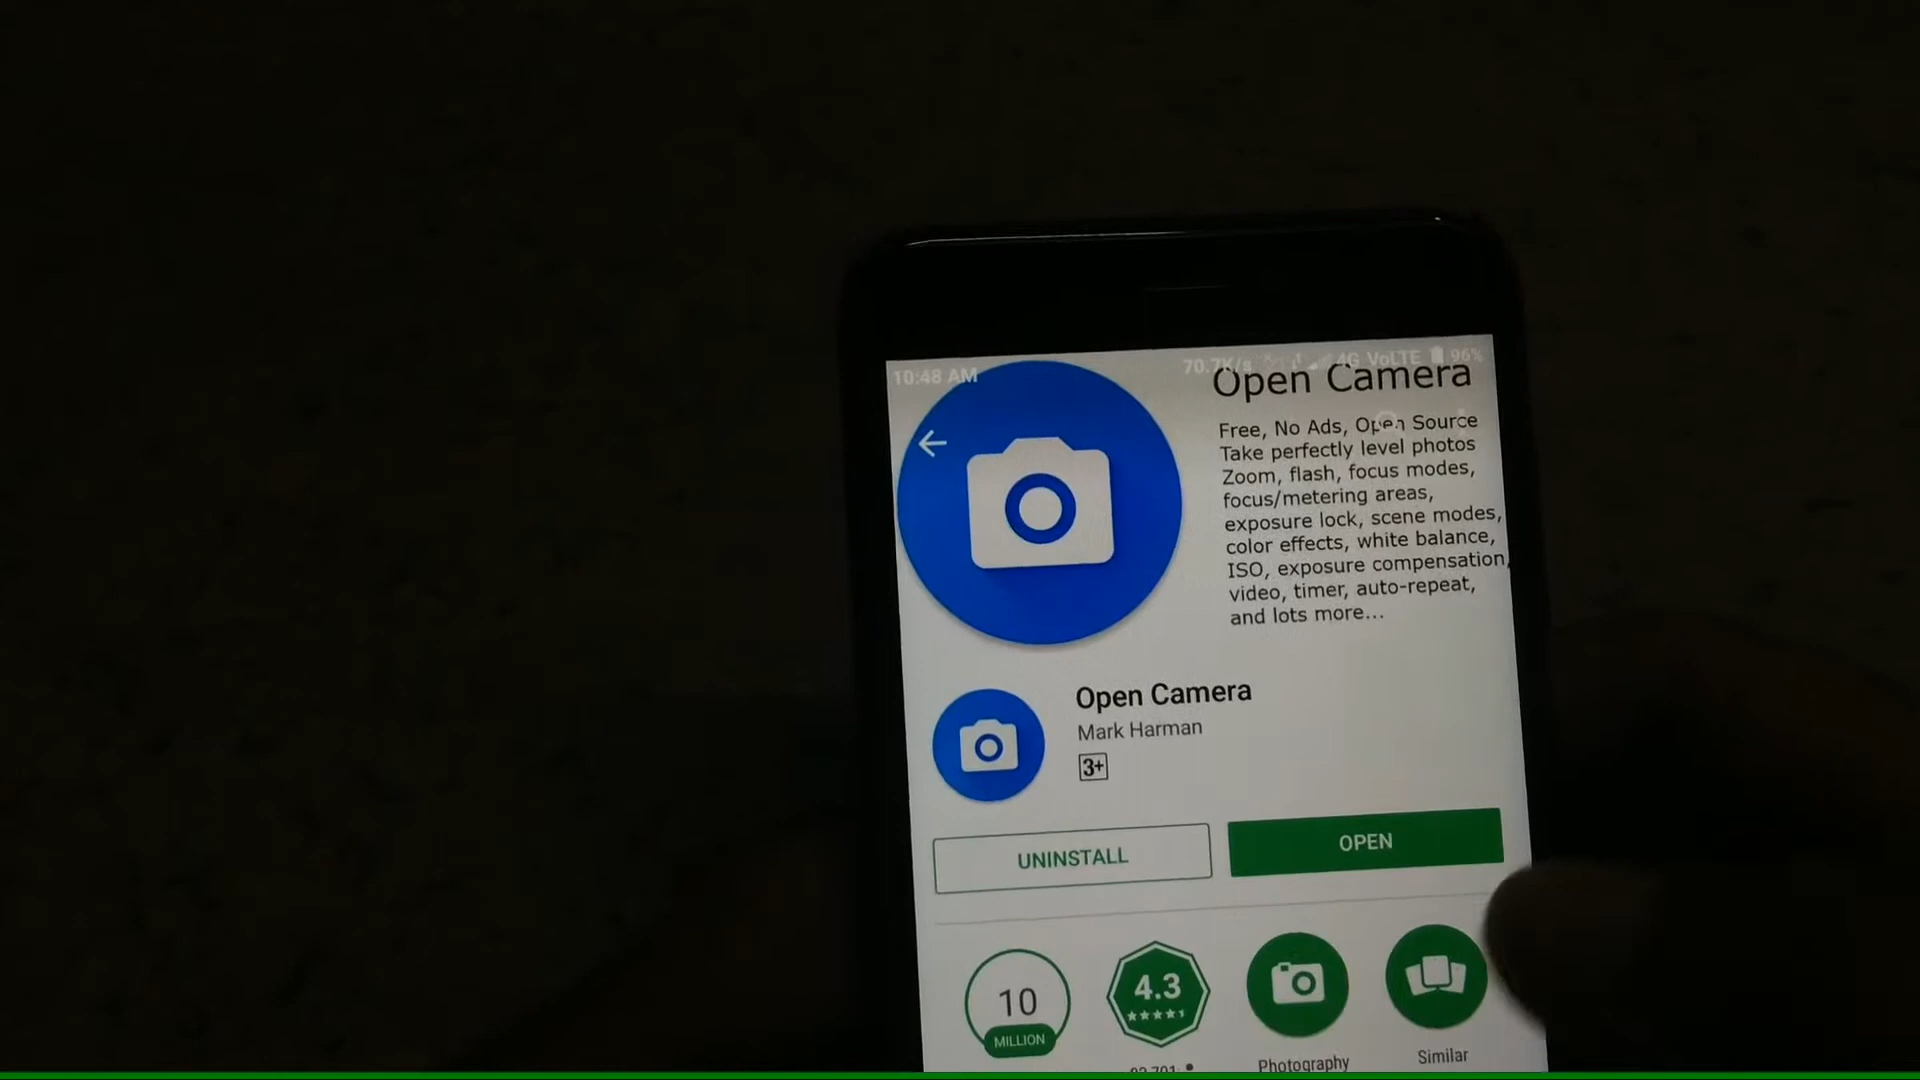 10:48 AM
70.7K/s 4G VoLTE 96%
Open Camera
Free, No Ads, Open Source
Take perfectly level photos
Zoom, flash, focus modes,
focus/metering areas,
exposure lock, scene modes,
color effects, white balance,
ISO, exposure compensation,
video, timer, auto-repeat,
and lots more...
Open Camera
Mark Harman
3+
UNINSTALL
OPEN
10
MILLION
4.3
Photography
Similar